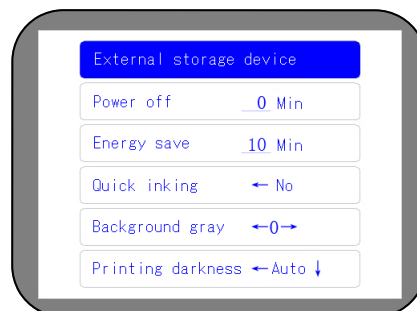 External storage device
Power off 0 Min
Energy save 10 Min
Quick inking ← No
Background gray ←0→
Printing darkness ←Auto ↓